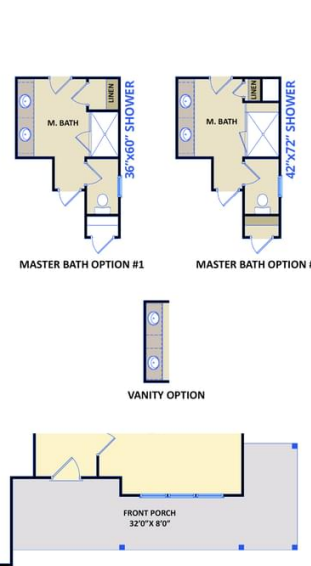 LINEN
M. BATH
36"x60" SHOWER
LINEN
M. BATH
42"x72" SHOWER
MASTER BATH OPTION #1
MASTER BATH OPTION #
VANITY OPTION
FRONT PORCH
32'0"X 8'0"